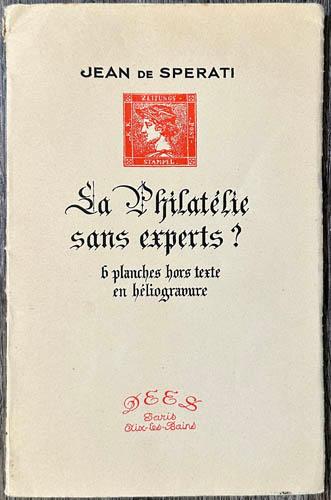 JEAN DE SPERATI
ZEITUNGS
K. K.
POST
STAMPEL
La Philatélie
sans experts ?
6 planches hors texte
en héliogravure
DEES
Paris
Aix-les-Bains